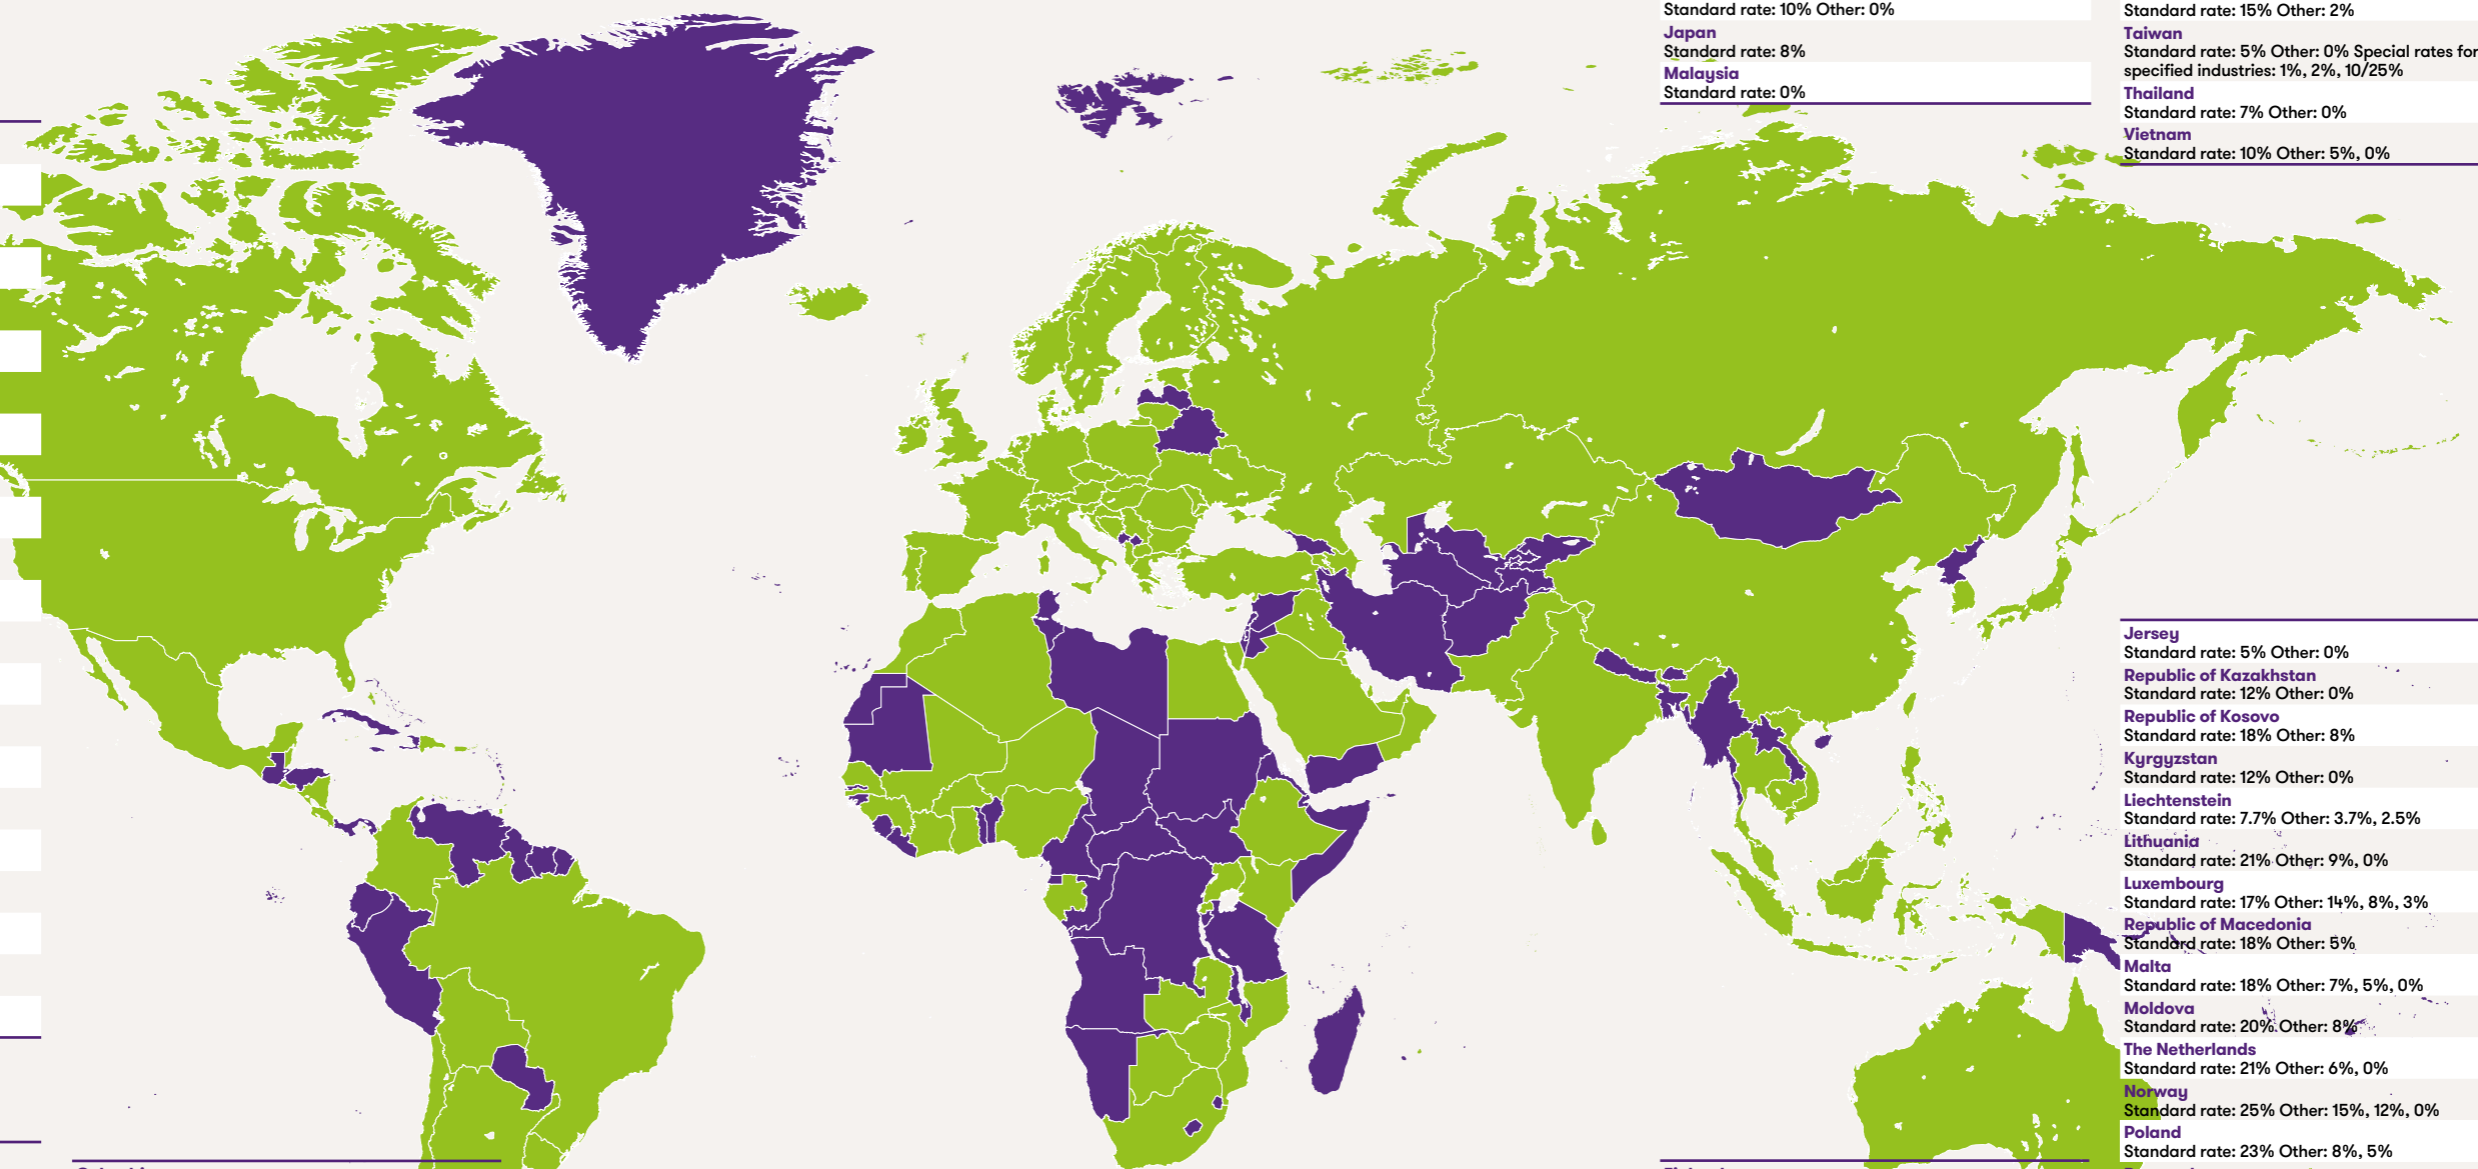 Standard rate: 10% Other: 0%
Japan
Standard rate: 8%
Malaysia
Standard rate: 0%
Standard rate: 15% Other: 2%
Taiwan
Standard rate: 5% Other: 0% Special rates for
specified industries: 1%, 2%, 10/25%
Thailand
Standard rate: 7% Other: 0%
Vietnam
Standard rate: 10% Other: 5%, 0%
Jersey
Standard rate: 5% Other: 0%
Republic of Kazakhstan
Standard rate: 12% Other: 0%
Republic of Kosovo
Standard rate: 18% Other: 8%
Kyrgyzstan
Standard rate: 12% Other: 0%
Liechtenstein
Standard rate: 7.7% Other: 3.7%, 2.5%
Lithuania
Standard rate: 21% Other: 9%, 0%
Luxembourg
Standard rate: 17% Other: 14%, 8%, 3%
Republic of Macedonia
Standard rate: 18% Other: 5%
Malta
Standard rate: 18% Other: 7%, 5%, 0%
Moldova
Standard rate: 20% Other: 8%
The Netherlands
Standard rate: 21% Other: 6%, 0%
Norway
Standard rate: 25% Other: 15%, 12%, 0%
Poland
Standard rate: 23% Other: 8%, 5%